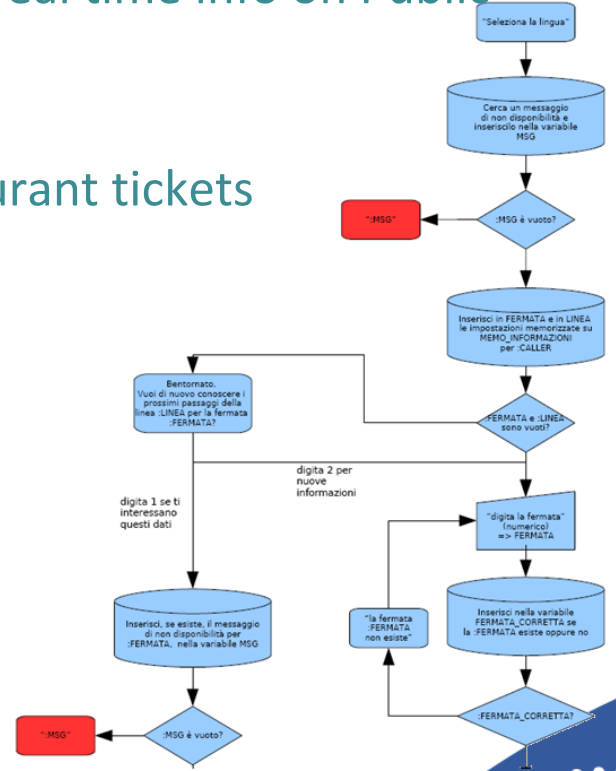 "Seleziona la lingua"
Cerca un messaggio
di non disponibilità e
inseriscilo nella variabile
MSG
urant tickets
":MSG"
:MSG è vuoto?
Inserisci in FERMATA e in LINEA
le impostazioni memorizzate su
MEMO_INFORMAZIONI
per :CALLER
Bentornato.
Vuoi di nuovo conoscere i
prossimi passaggi della
linea :LINEA per la fermata
:FERMATA?
:FERMATA e :LINEA
sono vuoti?
digita 2 per
nuove
informazioni
digita 1 se ti
interessano
questi dati
"digita la fermata"
(numerico)
=> FERMATA
Inserisci, se esiste, il messaggio
di non disponibilità per
:FERMATA, nella variabile MSG
"la fermata
:FERMATA
non esiste"
Inserisci nella variabile
FERMATA_CORRETTA se
la :FERMATA esiste oppure no
":MSG"
:MSG è vuoto?
:FERMATA_CORRETTA?